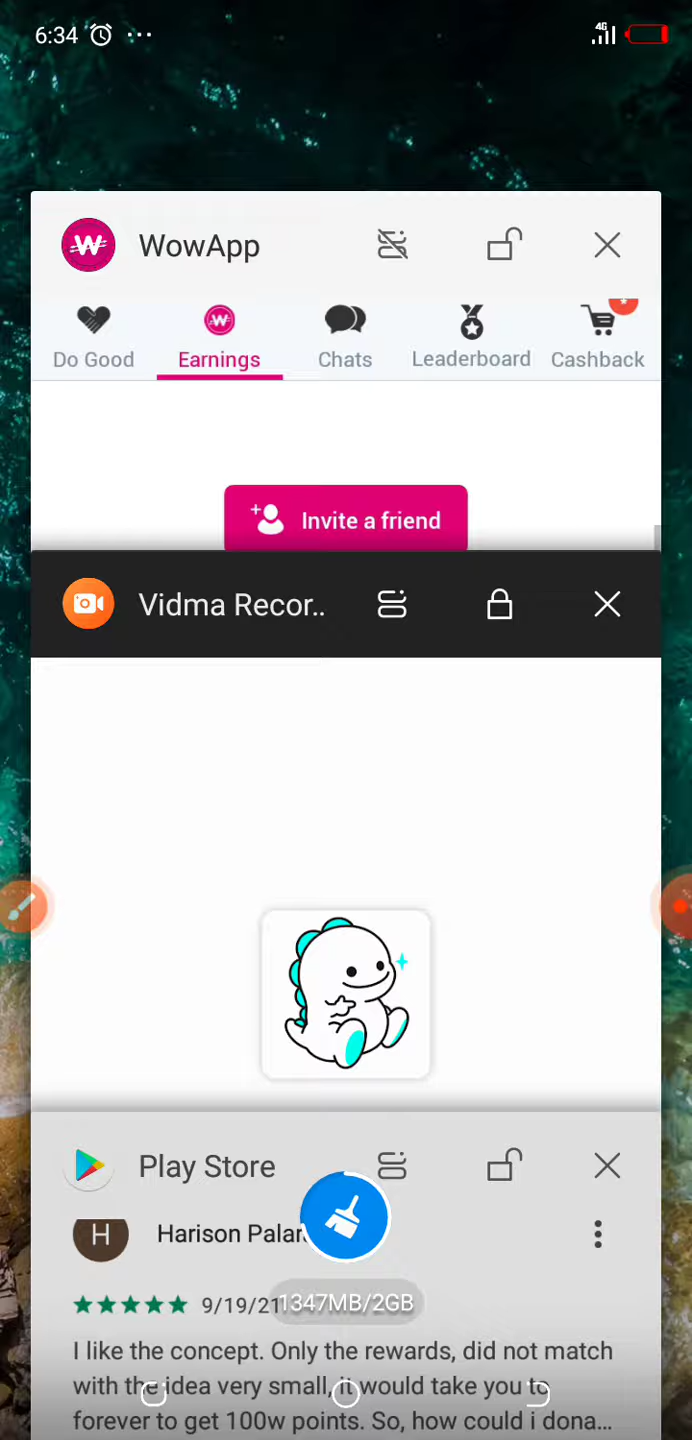 6:34
4G
WowApp
Do Good Earnings Chats Leaderboard Cashback
Invite a friend
Vidma Recor..
Play Store
H Harison Palar
9/19/21
1347MB/2GB
I like the concept. Only the rewards, did not match
with the idea very small, it would take you to
forever to get 100w points. So, how could i dona...